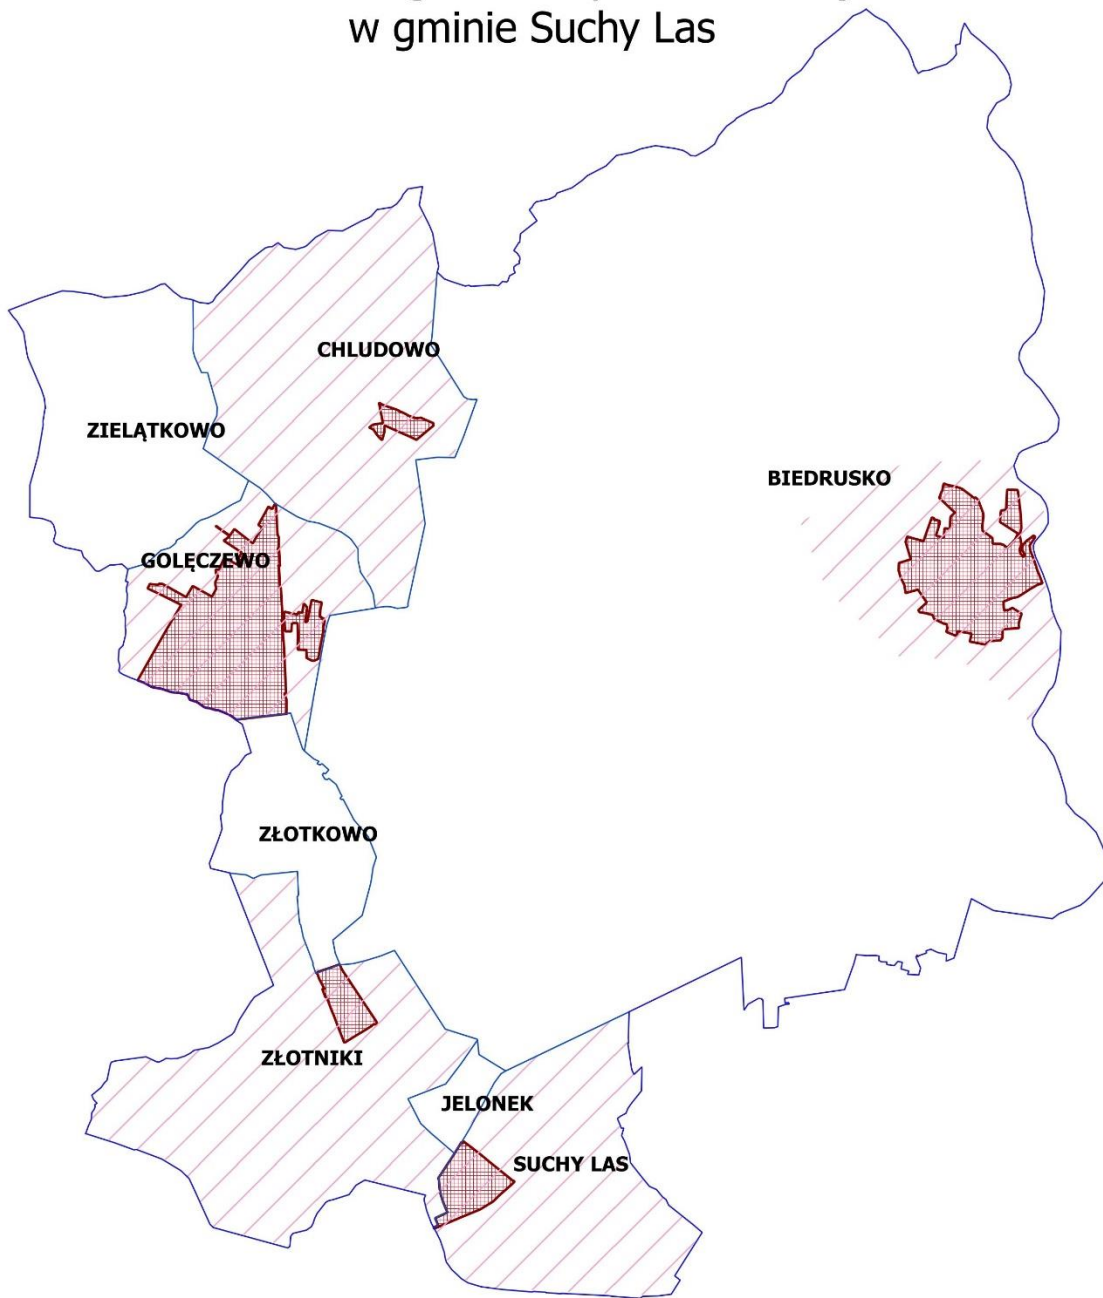 w gminie Suchy Las
CHLUDOWO
ZIELĄTKOWO
BIEDRUSKO
GOLĘCZEWO
ZŁOTKOWO
ZŁOTNIKI
JELONEK
SUCHY LAS